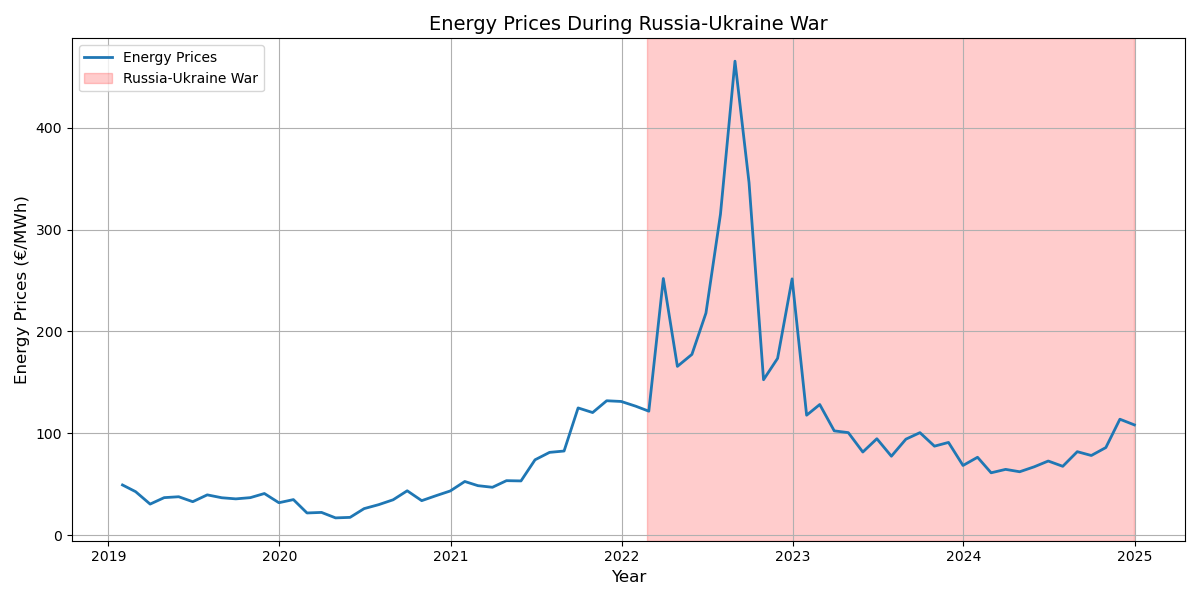 Energy Prices During Russia-Ukraine War
Energy Prices
Russia-Ukraine War
Energy Prices (€/MWh)
400
300
200
100
0
2019 2020 2021 2022 2023 2024 2025
Year